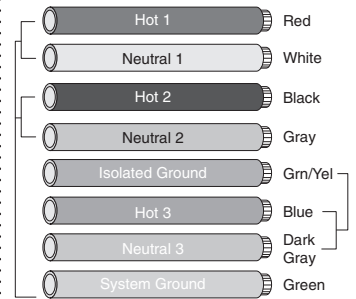 Hot 1 Red
Neutral 1 White
Hot 2 Black
Neutral 2 Gray
Isolated Ground Grn/Yel
Hot 3 Blue
Neutral 3 Dark
Gray
System Ground Green